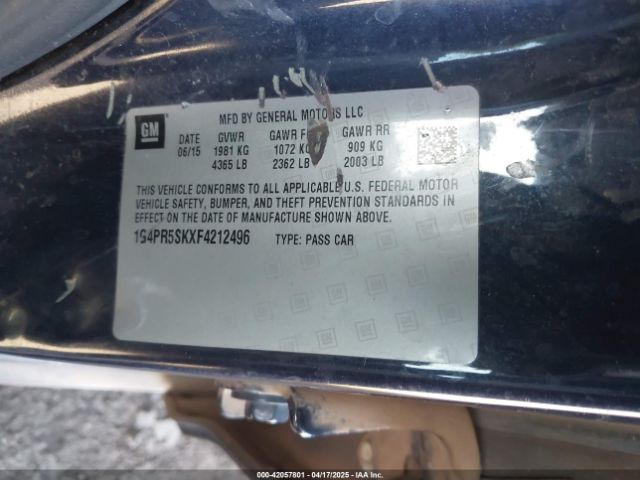 MFD BY GENERAL MOTORS LLC
GM
DATE GVWR GAWR F GAWR RR
06/15 1981 KG 1072 KG 909 KG
4365 LB 2362 LB 2003 LB
THIS VEHICLE CONFORMS TO ALL APPLICABLE U.S. FEDERAL MOTOR
VEHICLE SAFETY, BUMPER, AND THEFT PREVENTION STANDARDS IN
EFFECT ON THE DATE OF MANUFACTURE SHOWN ABOVE.
1G4PR5SKXF4212496 TYPE: PASS CAR
000-42057801 - 04/17/2025 - IAAI.COM